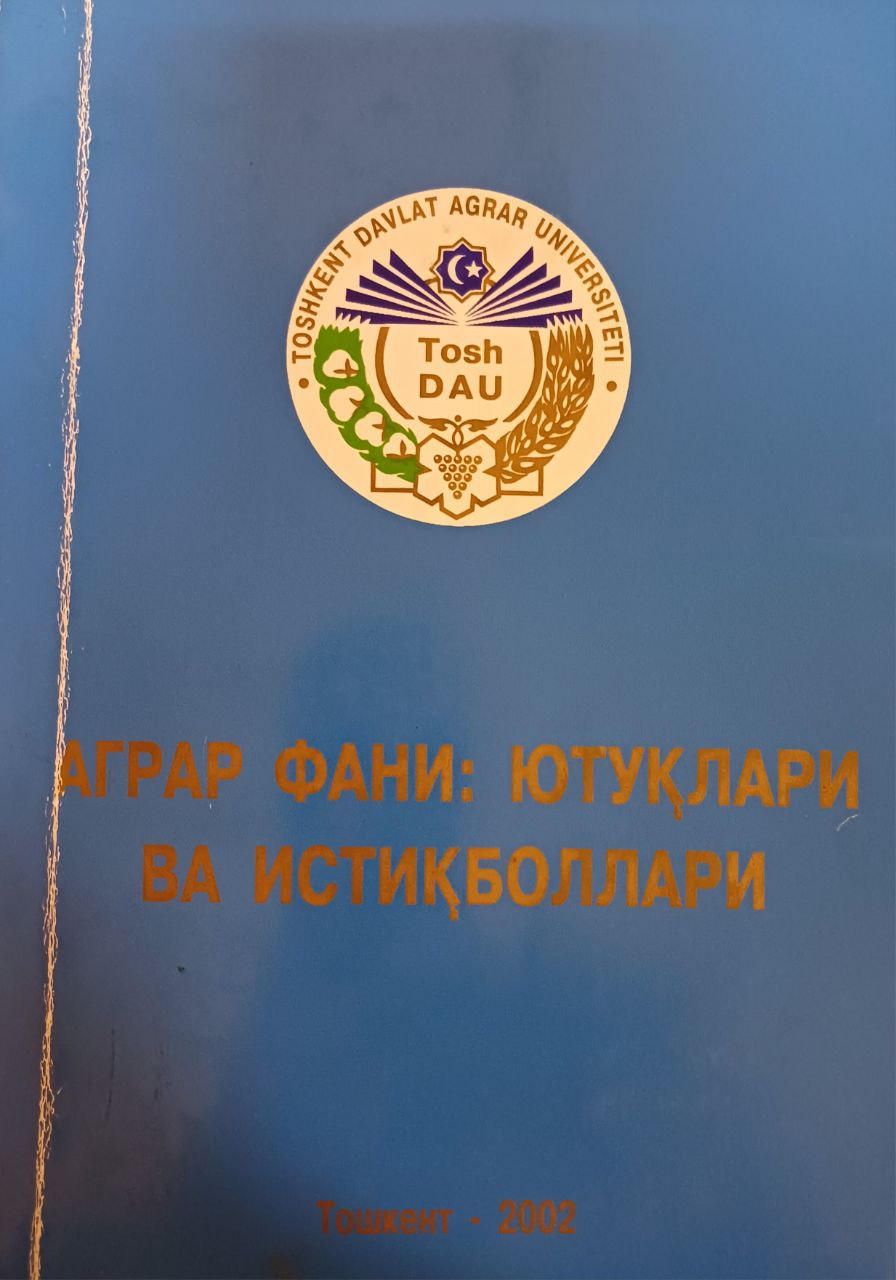 • TOSHKENT DAVLAT AGRAR UNIVERSITETI •
Tosh
DAU
АГРАР ФАНИ: ЮТУҚЛАРИ
ВА ИСТИҚБОЛЛАРИ
Тошкент - 2002